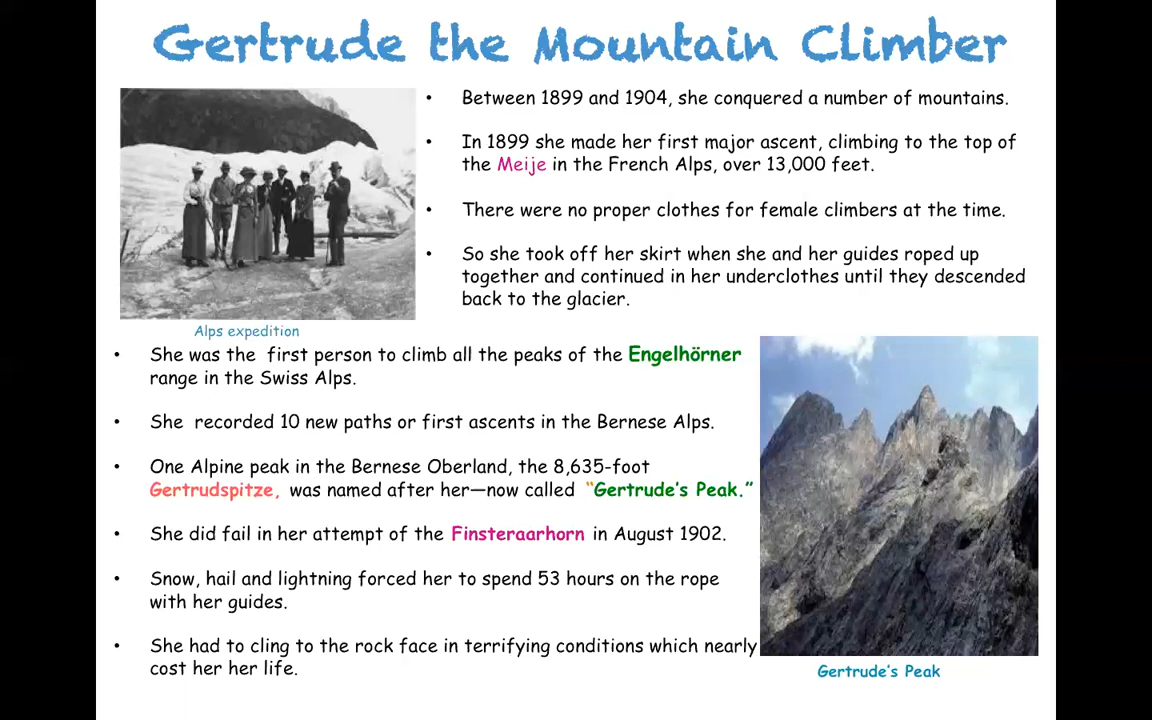 Gertrude the Mountain Climber
• Between 1899 and 1904, she conquered a number of mountains.
• In 1899 she made her first major ascent, climbing to the top of
the Meije in the French Alps, over 13,000 feet.
• There were no proper clothes for female climbers at the time.
• So she took off her skirt when she and her guides roped up
together and continued in her underclothes until they descended
back to the glacier.
Alps expedition
• She was the first person to climb all the peaks of the Engelhörner
range in the Swiss Alps.
• She recorded 10 new paths or first ascents in the Bernese Alps.
• One Alpine peak in the Bernese Oberland, the 8,635-foot
Gertrudspitze, was named after her—now called “Gertrude’s Peak.”
• She did fail in her attempt of the Finsteraarhorn in August 1902.
• Snow, hail and lightning forced her to spend 53 hours on the rope
with her guides.
• She had to cling to the rock face in terrifying conditions which nearly
cost her her life.
Gertrude’s Peak